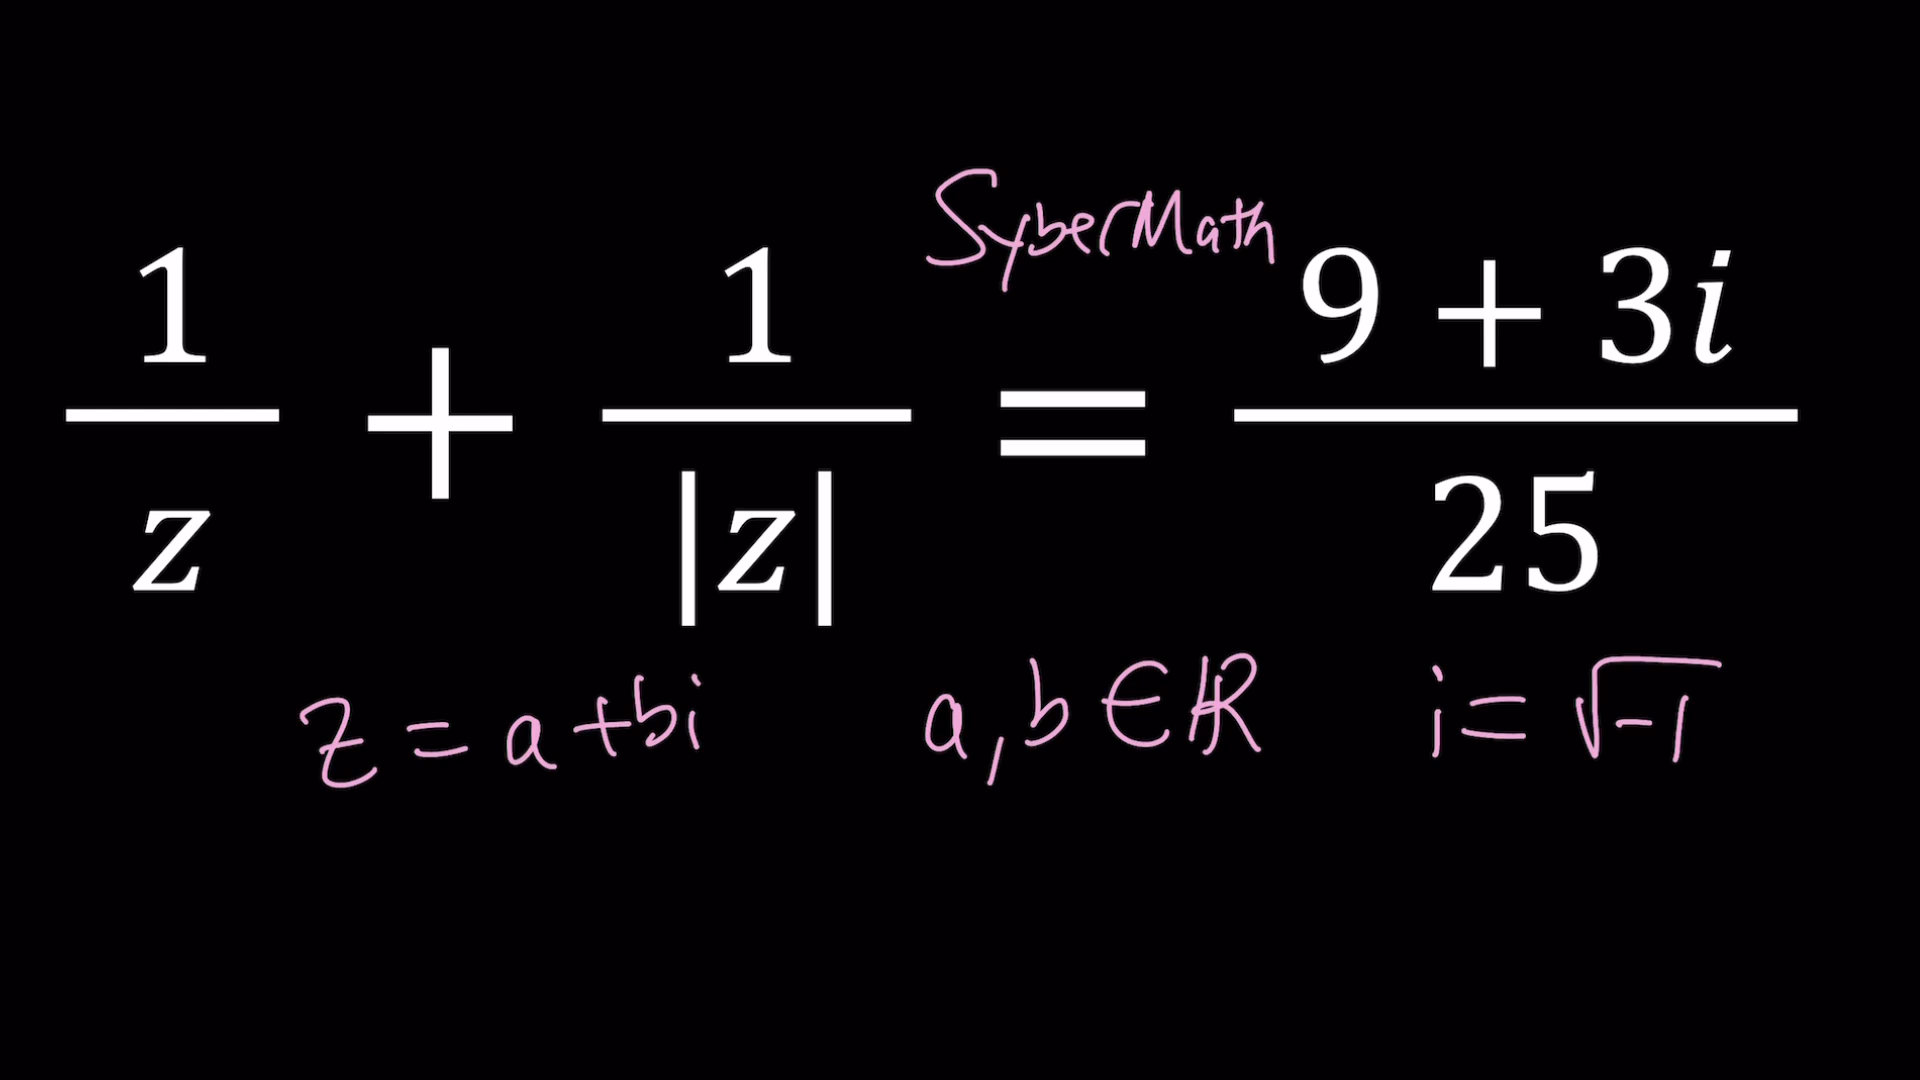 SyberMath
1/z + 1/|z| = (9 + 3i)/25
z = a + bi   a, b ∈ ℝ   i = √-1